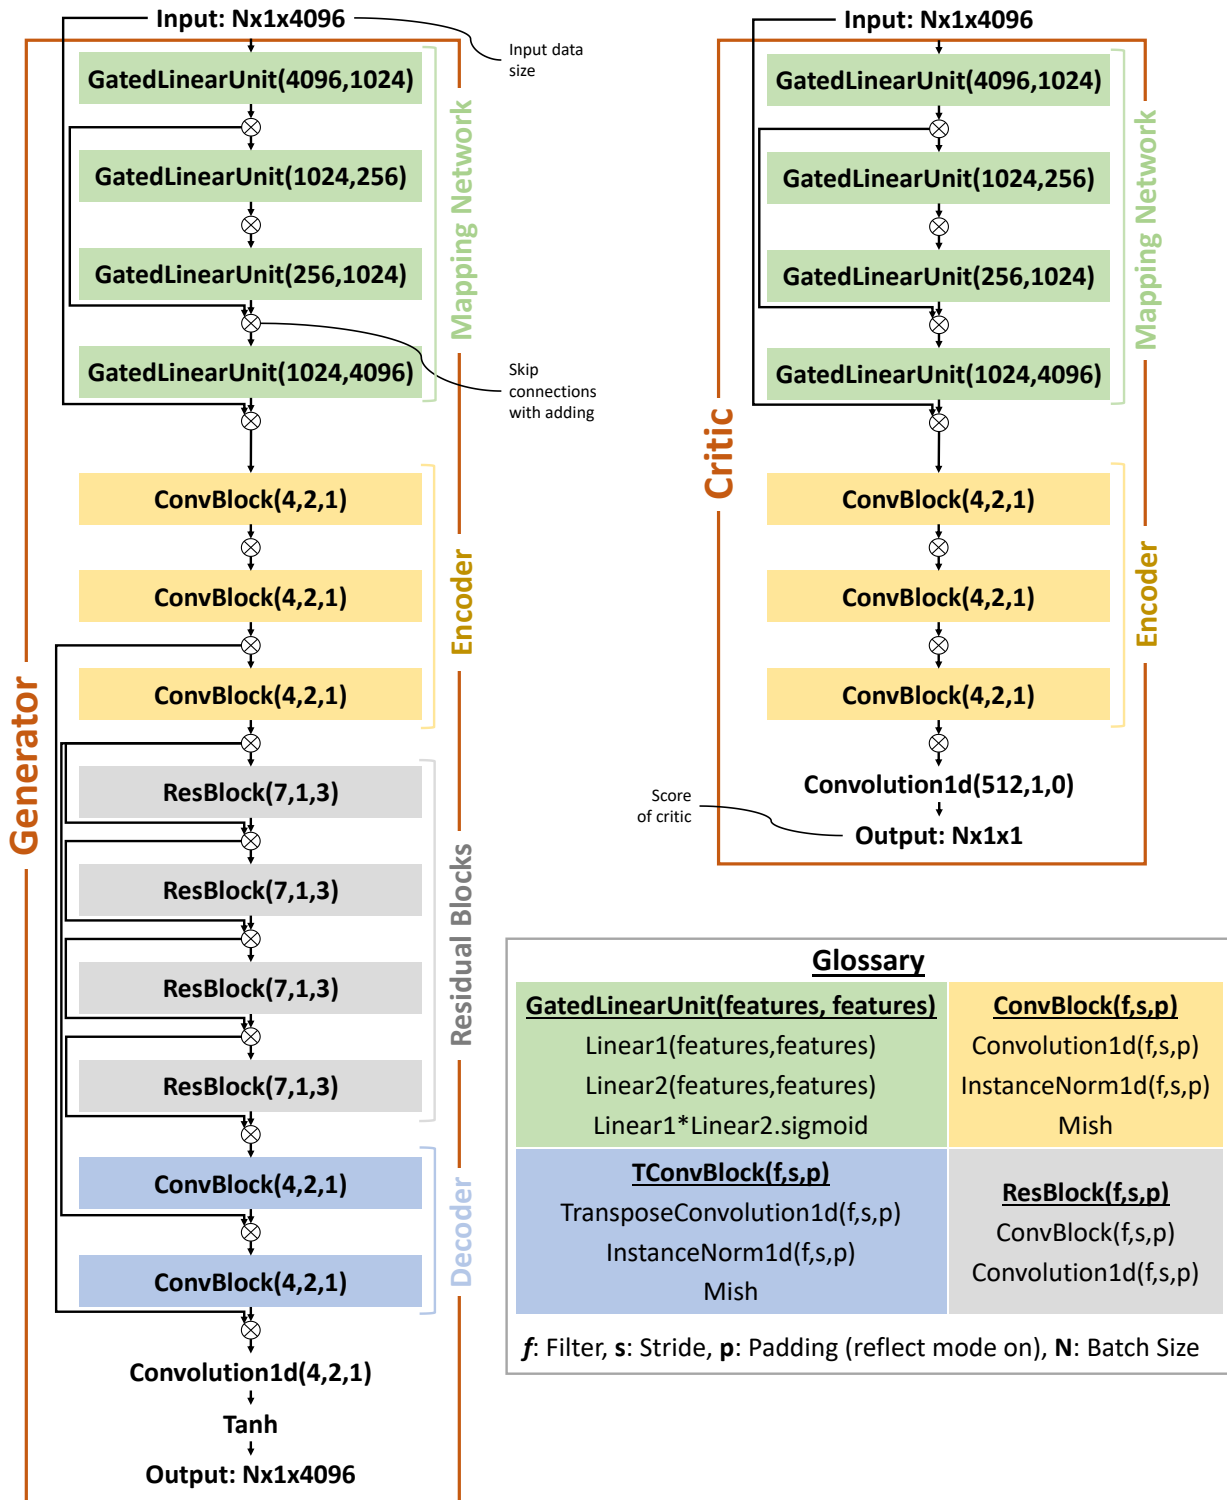 Input: Nx1x4096
Input data
size
GatedLinearUnit(4096,1024)
GatedLinearUnit(1024,256)
GatedLinearUnit(256,1024)
GatedLinearUnit(1024,4096)
Mapping Network
Skip
connections
with adding
ConvBlock(4,2,1)
ConvBlock(4,2,1)
ConvBlock(4,2,1)
Encoder
Generator
ResBlock(7,1,3)
ResBlock(7,1,3)
ResBlock(7,1,3)
ResBlock(7,1,3)
Residual Blocks
ConvBlock(4,2,1)
ConvBlock(4,2,1)
Decoder
Convolution1d(4,2,1)
Tanh
Output: Nx1x4096
Input: Nx1x4096
GatedLinearUnit(4096,1024)
GatedLinearUnit(1024,256)
GatedLinearUnit(256,1024)
GatedLinearUnit(1024,4096)
Mapping Network
Critic
ConvBlock(4,2,1)
ConvBlock(4,2,1)
ConvBlock(4,2,1)
Encoder
Convolution1d(512,1,0)
Score
of critic
Output: Nx1x1
Glossary
GatedLinearUnit(features, features)
Linear1(features,features)
Linear2(features,features)
Linear1*Linear2.sigmoid
ConvBlock(f,s,p)
Convolution1d(f,s,p)
InstanceNorm1d(f,s,p)
Mish
TConvBlock(f,s,p)
TransposeConvolution1d(f,s,p)
InstanceNorm1d(f,s,p)
Mish
ResBlock(f,s,p)
ConvBlock(f,s,p)
Convolution1d(f,s,p)
f: Filter, s: Stride, p: Padding (reflect mode on), N: Batch Size